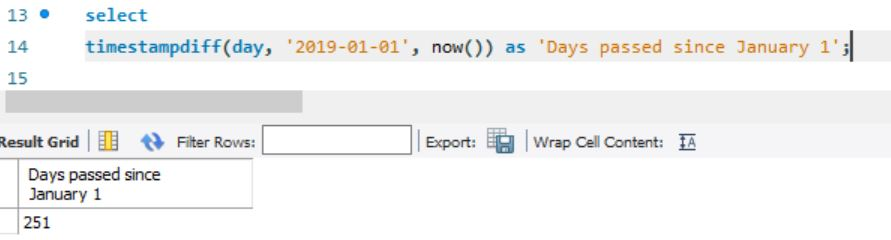 13 select
14 timestampdiff(day, '2019-01-01', now()) as 'Days passed since January 1';
15
Result Grid Filter Rows: Export: Wrap Cell Content: IA
Days passed since
January 1
251